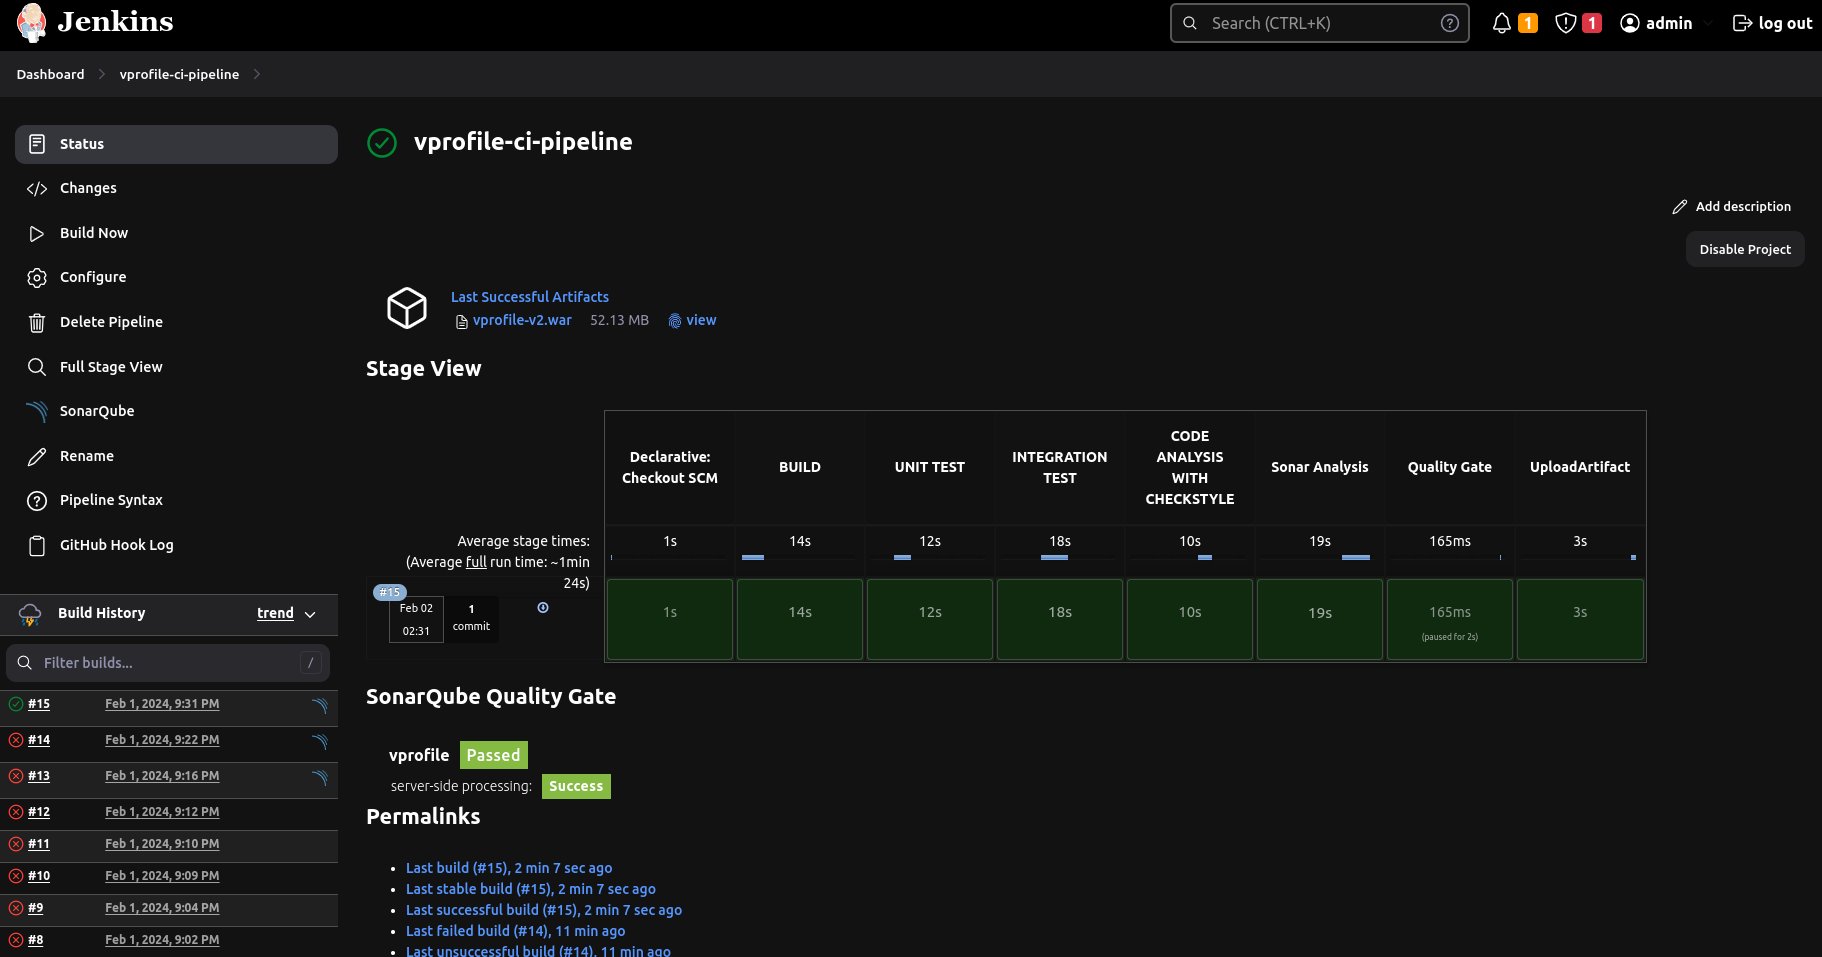 Jenkins
Search (CTRL+K)
?
1
1
admin
log out
Dashboard
vprofile-ci-pipeline
Status
Changes
Build Now
Configure
Delete Pipeline
Full Stage View
SonarQube
Rename
Pipeline Syntax
GitHub Hook Log
Build History
trend
Filter builds...
/
#15
Feb 1, 2024, 9:31 PM
#14
Feb 1, 2024, 9:22 PM
#13
Feb 1, 2024, 9:16 PM
#12
Feb 1, 2024, 9:12 PM
#11
Feb 1, 2024, 9:10 PM
#10
Feb 1, 2024, 9:09 PM
#9
Feb 1, 2024, 9:04 PM
#8
Feb 1, 2024, 9:02 PM
vprofile-ci-pipeline
Add description
Disable Project
Last Successful Artifacts
vprofile-v2.war 52.13 MB view
Stage View
Declarative:
Checkout SCM
BUILD
UNIT TEST
INTEGRATION
TEST
CODE
ANALYSIS
WITH
CHECKSTYLE
Sonar Analysis
Quality Gate
UploadArtifact
Average stage times:
(Average full run time: ~1min
24s)
1s
14s
12s
18s
10s
19s
165ms
3s
#15
Feb 02
02:31
1
commit
1s
14s
12s
18s
10s
19s
165ms
(paused for 2s)
3s
SonarQube Quality Gate
vprofile Passed
server-side processing: Success
Permalinks
Last build (#15), 2 min 7 sec ago
Last stable build (#15), 2 min 7 sec ago
Last successful build (#15), 2 min 7 sec ago
Last failed build (#14), 11 min ago
Last unsuccessful build (#14), 11 min ago